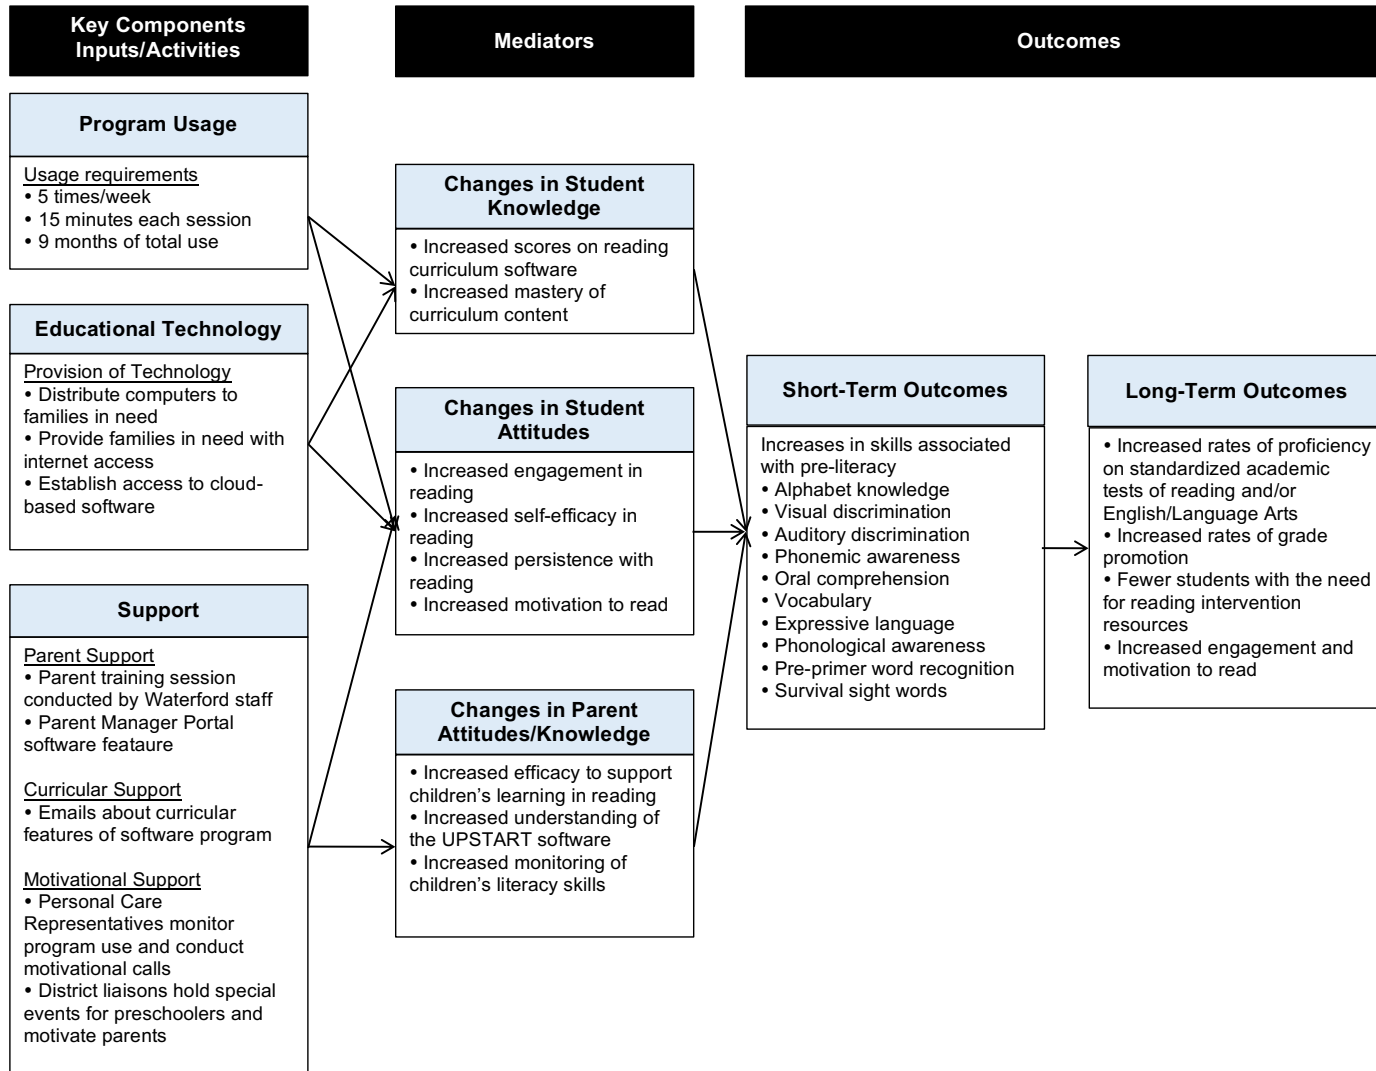 Key Components
Inputs/Activities
Mediators
Outcomes
Program Usage
Usage requirements
• 5 times/week
• 15 minutes each session
• 9 months of total use
Educational Technology
Provision of Technology
• Distribute computers to
families in need
• Provide families in need with
internet access
• Establish access to cloud-
based software
Support
Parent Support
• Parent training session
conducted by Waterford staff
• Parent Manager Portal
software feataure
Curricular Support
• Emails about curricular
features of software program
Motivational Support
• Personal Care
Representatives monitor
program use and conduct
motivational calls
• District liaisons hold special
events for preschoolers and
motivate parents
Changes in Student
Knowledge
• Increased scores on reading
curriculum software
• Increased mastery of
curriculum content
Changes in Student
Attitudes
• Increased engagement in
reading
• Increased self-efficacy in
reading
• Increased persistence with
reading
• Increased motivation to read
Changes in Parent
Attitudes/Knowledge
• Increased efficacy to support
children’s learning in reading
• Increased understanding of
the UPSTART software
• Increased monitoring of
children’s literacy skills
Short-Term Outcomes
Increases in skills associated
with pre-literacy
• Alphabet knowledge
• Visual discrimination
• Auditory discrimination
• Phonemic awareness
• Oral comprehension
• Vocabulary
• Expressive language
• Phonological awareness
• Pre-primer word recognition
• Survival sight words
Long-Term Outcomes
• Increased rates of proficiency
on standardized academic
tests of reading and/or
English/Language Arts
• Increased rates of grade
promotion
• Fewer students with the need
for reading intervention
resources
• Increased engagement and
motivation to read